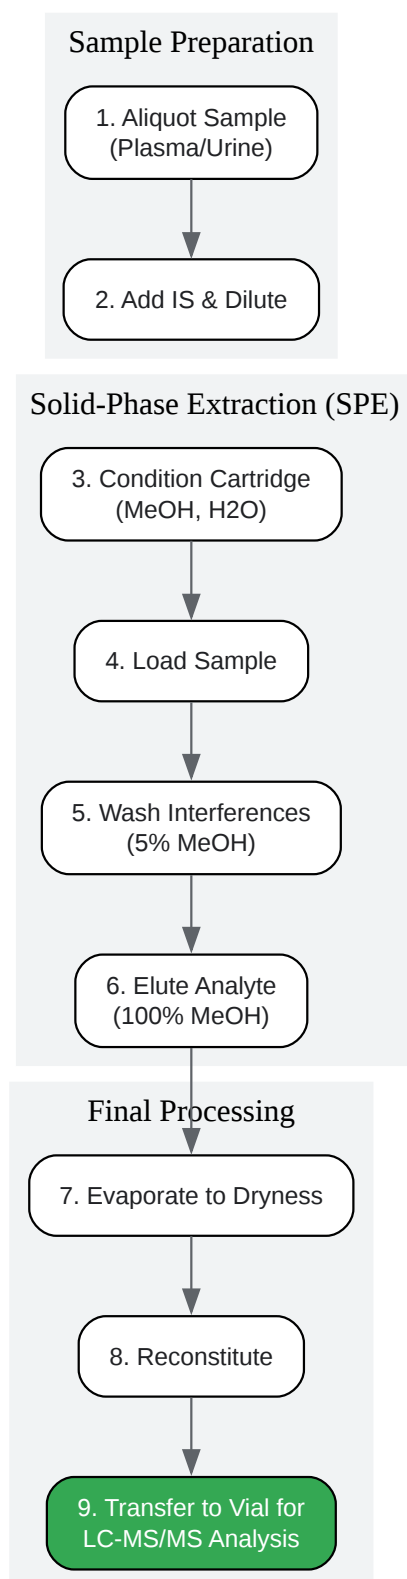 Sample Preparation
1. Aliquot Sample
(Plasma/Urine)
2. Add IS & Dilute
Solid-Phase Extraction (SPE)
3. Condition Cartridge
(MeOH, H2O)
4. Load Sample
5. Wash Interferences
(5% MeOH)
6. Elute Analyte
(100% MeOH)
Final Processing
7. Evaporate to Dryness
8. Reconstitute
9. Transfer to Vial for
LC-MS/MS Analysis